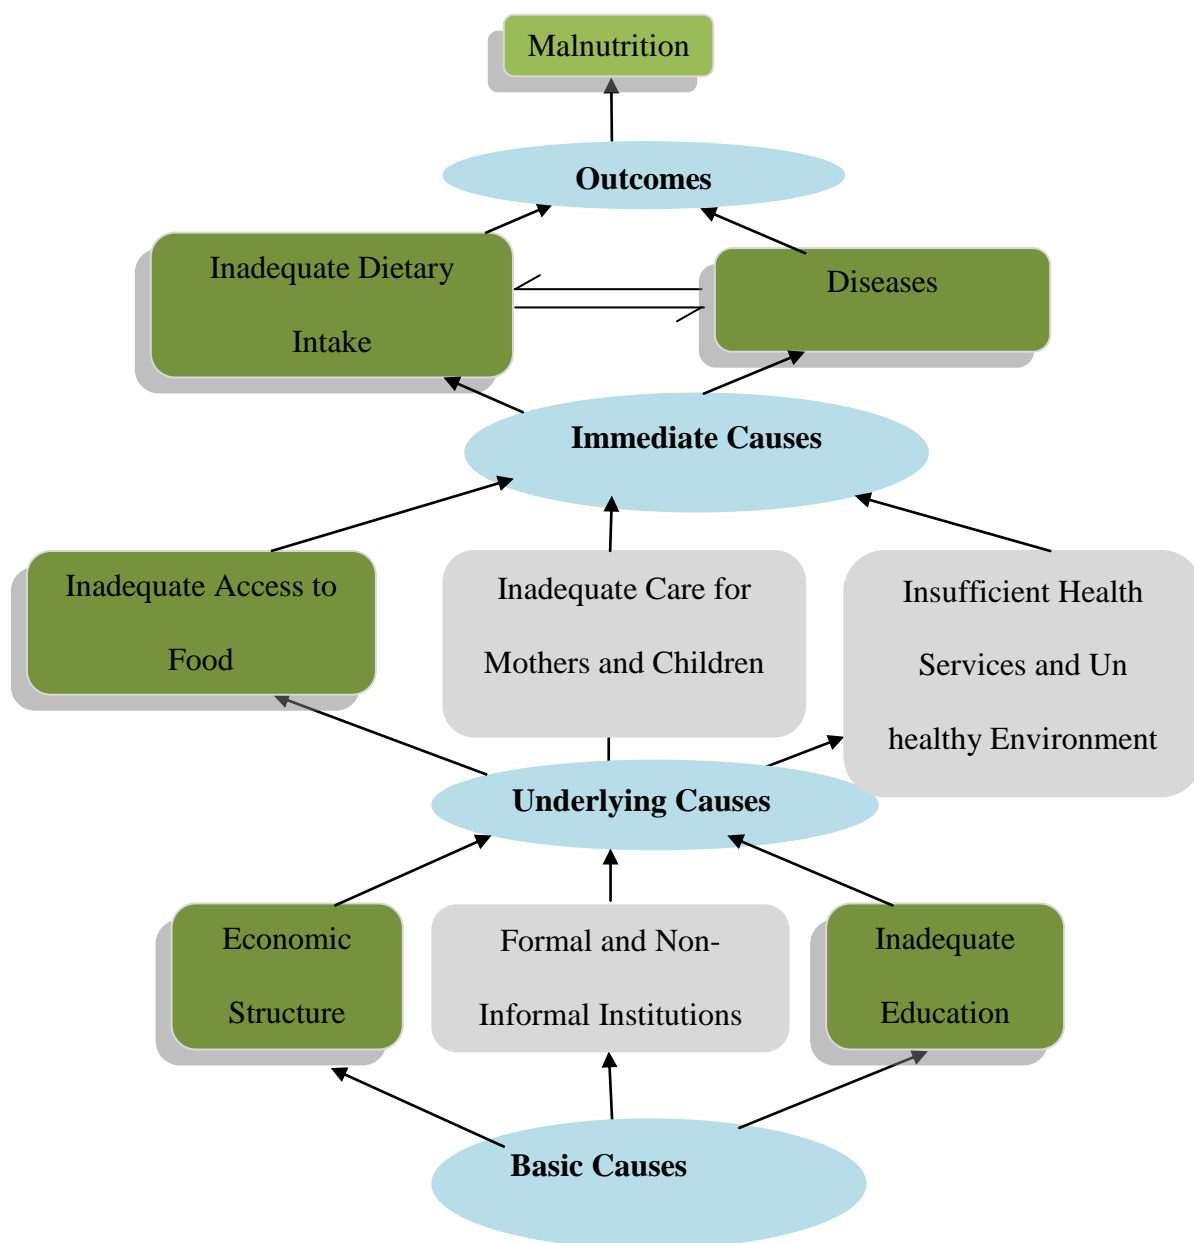 Malnutrition
Outcomes
Inadequate Dietary
Intake
Diseases
Immediate Causes
Inadequate Access to
Food
Inadequate Care for
Mothers and Children
Insufficient Health
Services and Un
healthy Environment
Underlying Causes
Economic
Structure
Formal and Non-
Informal Institutions
Inadequate
Education
Basic Causes